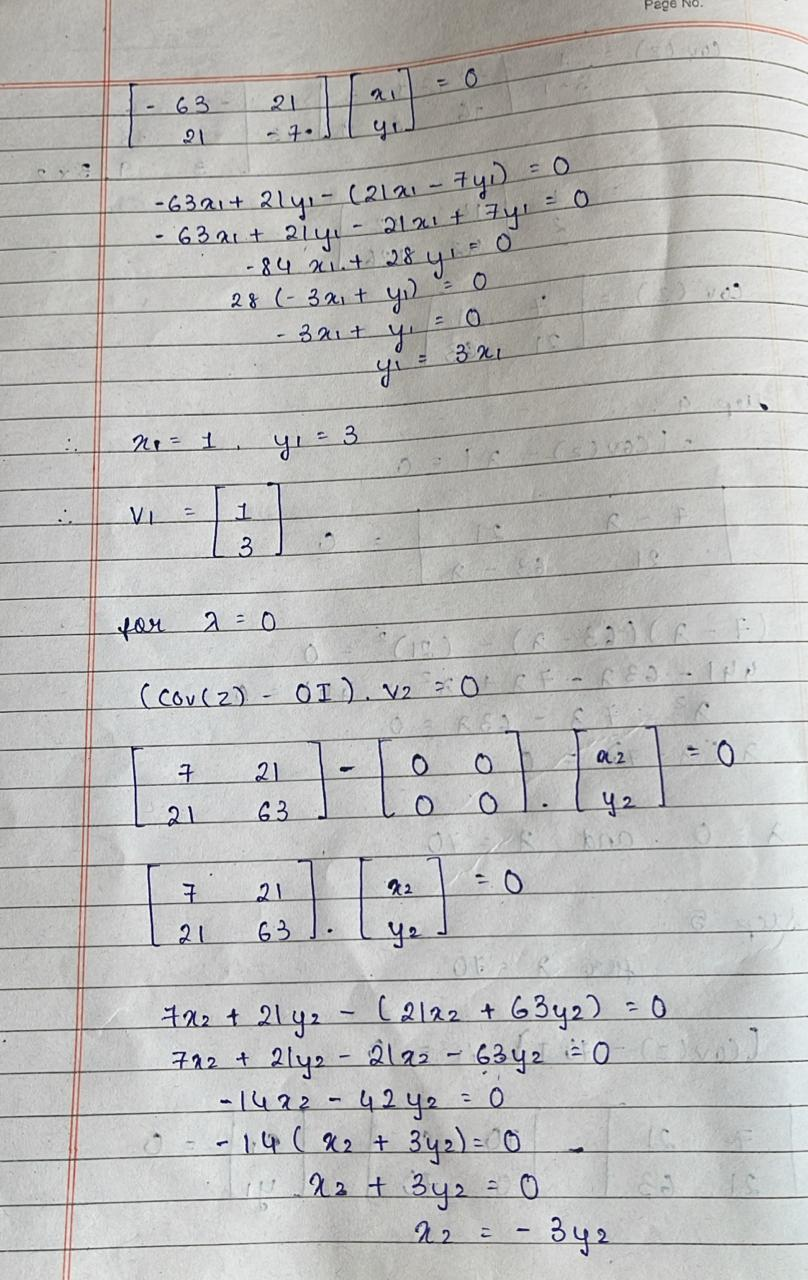 Page No.
[ -63 21 ] [ x1 ] = 0
[ 21 -7 ] [ y1 ]
-63x1 + 21y1 - (21x1 - 7y1) = 0
-63x1 + 21y1 - 21x1 + 7y1 = 0
-84x1 + 28y1 = 0
28(-3x1 + y1) = 0
-3x1 + y1 = 0
y1 = 3x1
∴ x1 = 1, y1 = 3
∴ V1 = [ 1 ]
[ 3 ]
for λ = 0
(Cov(z) - 0I). V2 = 0
[ 7 21 ] - [ 0 0 ] . [ x2 ] = 0
[ 21 63 ] [ 0 0 ] [ y2 ]
[ 7 21 ] . [ x2 ] = 0
[ 21 63 ] [ y2 ]
7x2 + 21y2 - (21x2 + 63y2) = 0
7x2 + 21y2 - 21x2 - 63y2 = 0
-14x2 - 42y2 = 0
-14(x2 + 3y2) = 0
x2 + 3y2 = 0
x2 = -3y2